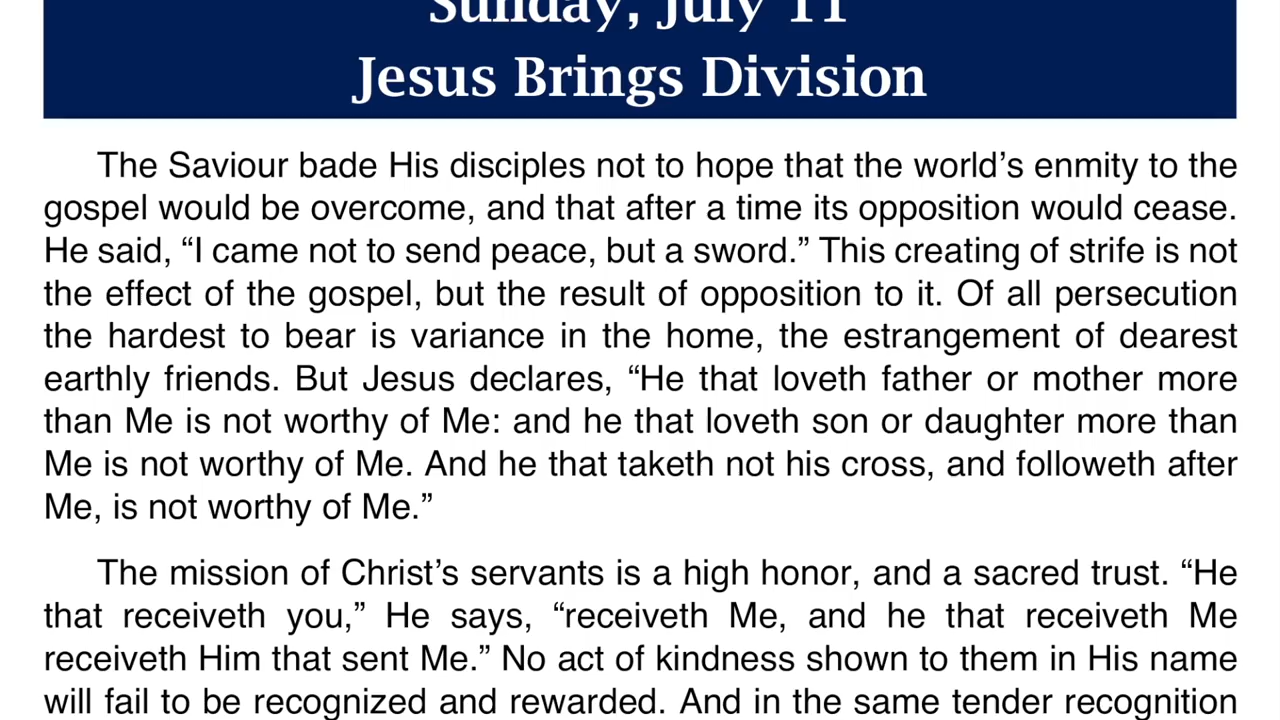 Sunday, July 11
Jesus Brings Division
The Saviour bade His disciples not to hope that the world’s enmity to the
gospel would be overcome, and that after a time its opposition would cease.
He said, “I came not to send peace, but a sword.” This creating of strife is not
the effect of the gospel, but the result of opposition to it. Of all persecution
the hardest to bear is variance in the home, the estrangement of dearest
earthly friends. But Jesus declares, “He that loveth father or mother more
than Me is not worthy of Me: and he that loveth son or daughter more than
Me is not worthy of Me. And he that taketh not his cross, and followeth after
Me, is not worthy of Me.”
The mission of Christ’s servants is a high honor, and a sacred trust. “He
that receiveth you,” He says, “receiveth Me, and he that receiveth Me
receiveth Him that sent Me.” No act of kindness shown to them in His name
will fail to be recognized and rewarded. And in the same tender recognition